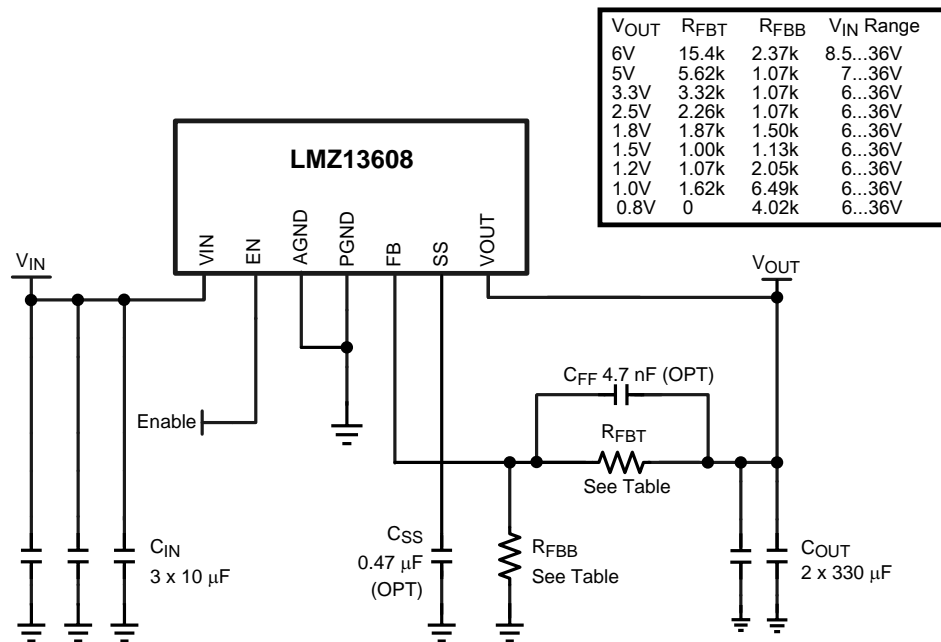 VOUT RFBT RFBB VIN Range
6V 15.4k 2.37k 8.5...36V
5V 5.62k 1.07k 7...36V
3.3V 3.32k 1.07k 6...36V
2.5V 2.26k 1.07k 6...36V
1.8V 1.87k 1.50k 6...36V
1.5V 1.00k 1.13k 6...36V
1.2V 1.07k 2.05k 6...36V
1.0V 1.62k 6.49k 6...36V
0.8V 0 4.02k 6...36V
LMZ13608
VIN
EN
AGND
PGND
FB
SS
VOUT
VIN
VOUT
CFF 4.7 nF (OPT)
Enable
RFBT
See Table
CIN
3 x 10 μF
CSS
0.47 μF
(OPT)
RFBB
See Table
COUT
2 x 330 μF